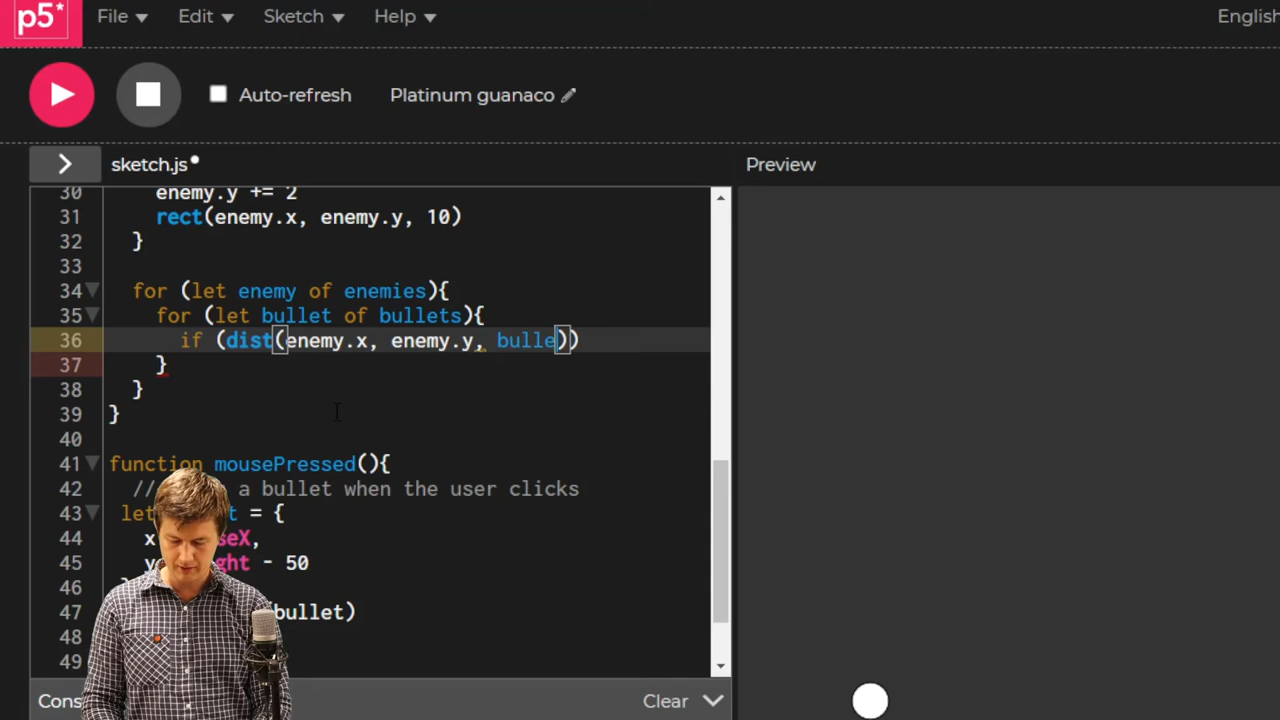 p5*
File Edit Sketch Help English
Auto-refresh Platinum guanaco
> sketch.js• Preview
30 enemy.y += 2
31 rect(enemy.x, enemy.y, 10)
32 }
33
34 for (let enemy of enemies){
35 for (let bullet of bullets){
36 if (dist(enemy.x, enemy.y, bulle))
37 }
38 }
39 }
40
41 function mousePressed(){
42 // a bullet when the user clicks
43 let = {
44 x
45 - 50
46
47 bullet)
48
49
Clear